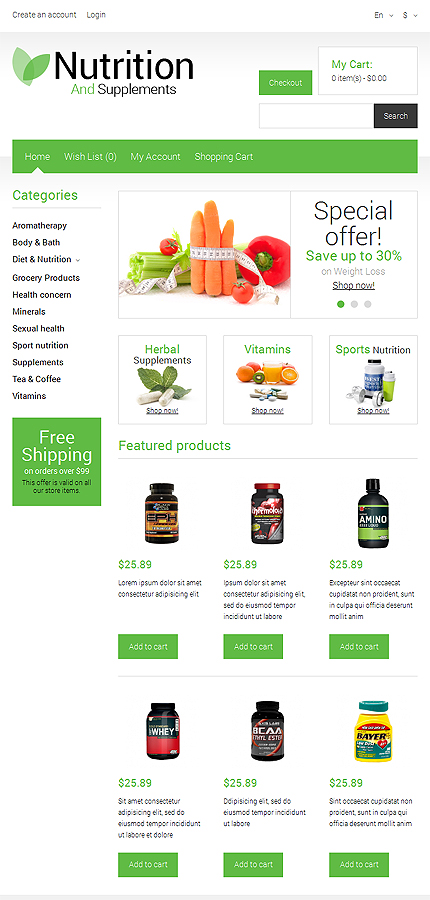 Create an account Login En $
Nutrition
And Supplements
My Cart:
0 item(s) - $0.00
Checkout
Search
Home Wish List (0) My Account Shopping Cart
Categories
Aromatherapy
Body & Bath
Diet & Nutrition
Grocery Products
Health concern
Minerals
Sexual health
Sport nutrition
Supplements
Tea & Coffee
Vitamins
Free
Shipping
on orders over $99
This offer is valid on all
our store items.
Special
offer!
Save up to 30%
on Weight Loss
Shop now!
Herbal
Supplements
Shop now!
Vitamins
Shop now!
Sports Nutrition
Shop now!
Featured products
AMINO
$25.89
Lorem ipsum dolor sit amet
consectetur adipisicing elit
Add to cart
$25.89
Ipsum dolor sit amet
consectetur adipisicing elit,
sed do eiusmod tempor
incididunt ut labore
Add to cart
$25.89
Excepteur sint occaecat
cupidatat non proident, sunt
in culpa qui officia deserunt
mollit anim
Add to cart
WHEY
BCAA
ETHYL ESTER
BAYER
$25.89
Sit amet consectetur
adipisicing elit, sed do
eiusmod tempor incididunt
ut labore et dolore
Add to cart
$25.89
Ddipisicing elit, sed do
eiusmod tempor incididunt
ut labore
Add to cart
$25.89
Sint occaecat cupidatat non
proident, sunt in culpa qui
officia deserunt mollit anim
Add to cart